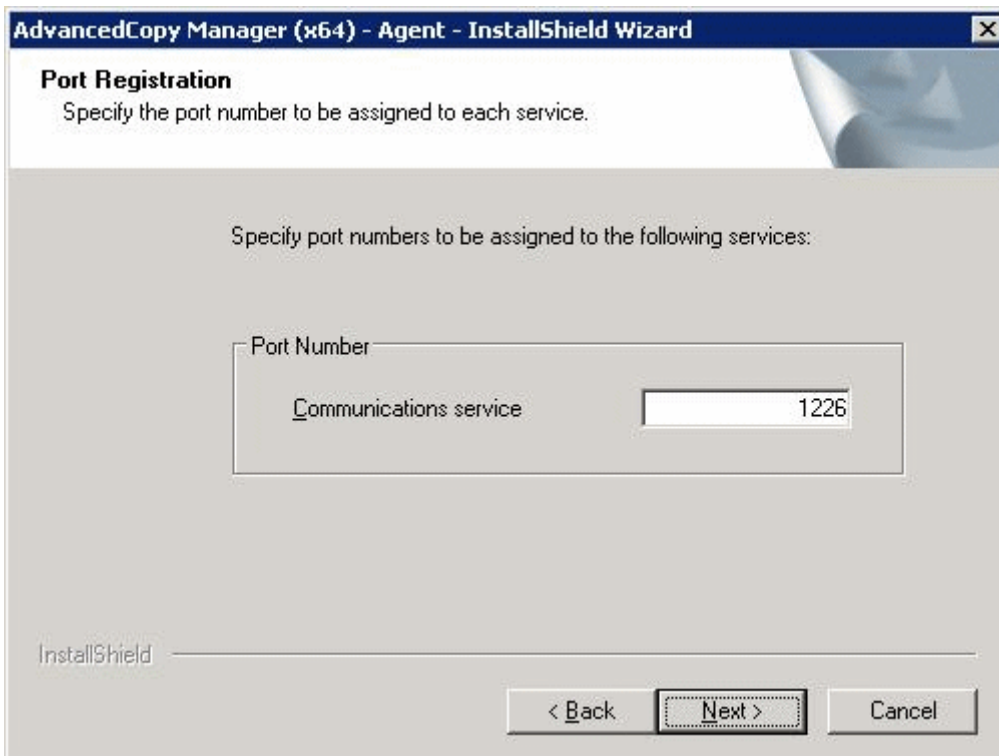 AdvancedCopy Manager (x64) - Agent - InstallShield Wizard
Port Registration
Specify the port number to be assigned to each service.
Specify port numbers to be assigned to the following services:
Port Number
Communications service 1226
InstallShield
< Back Next > Cancel